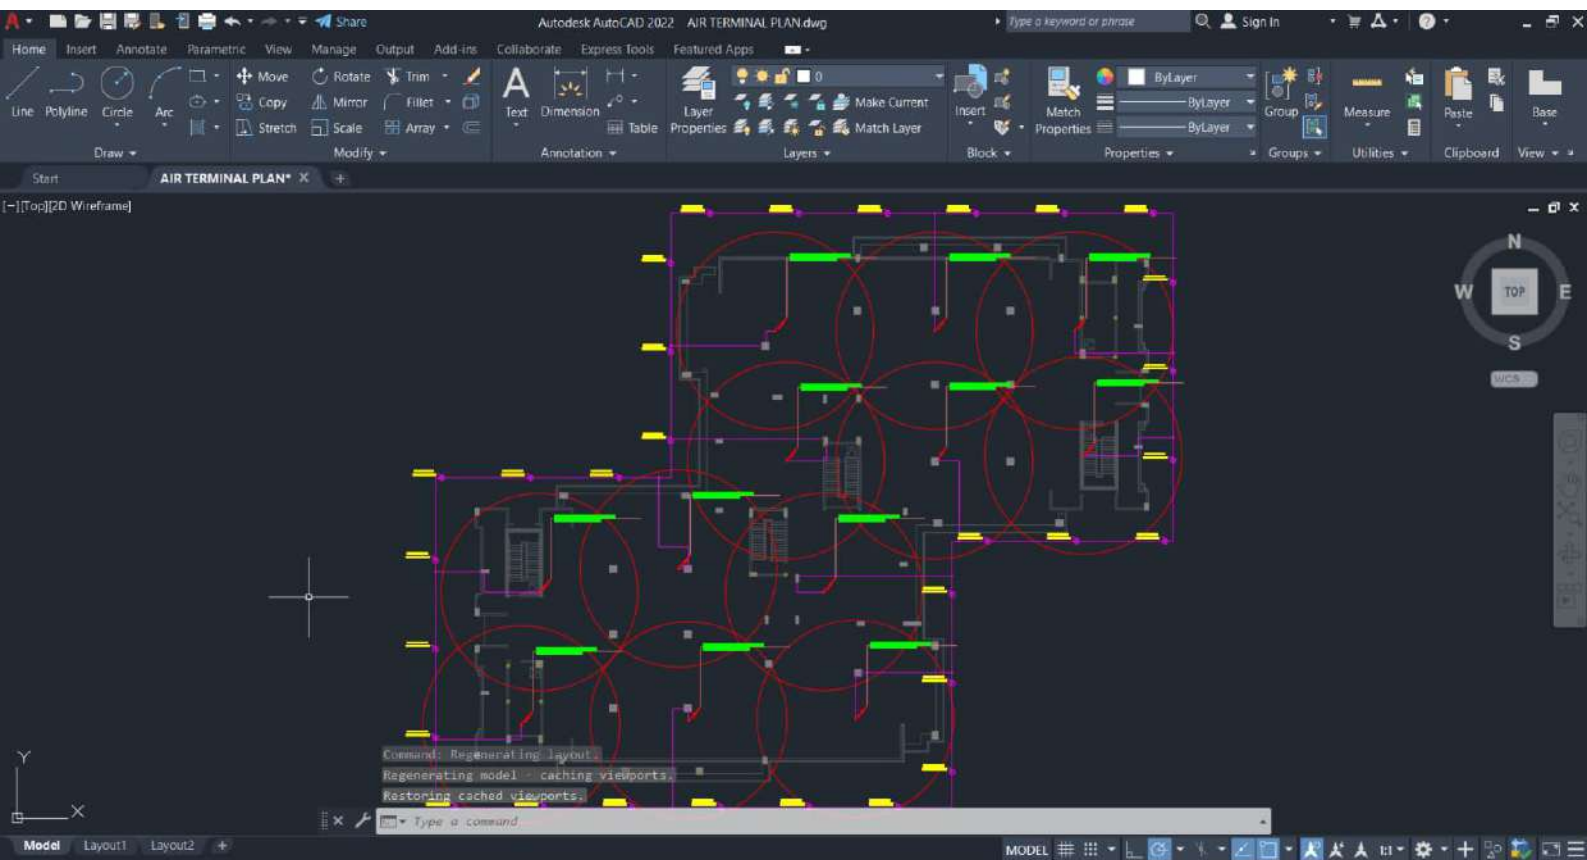 Share
Autodesk AutoCAD 2022 AIR TERMINAL PLAN.dwg
Type a keyword or phrase
Sign In
Home Insert Annotate Parametric View Manage Output Add-ins Collaborate Express Tools Featured Apps
Line Polyline Circle Arc
Draw
Move Rotate Trim
Copy Mirror Fillet
Stretch Scale Array
Modify
Text Dimension
Table
Annotation
Layer Properties
0
Make Current
Match Layer
Layers
Insert
Block
Match Properties
ByLayer
ByLayer
ByLayer
Properties
Group
Groups
Measure
Utilities
Paste
Clipboard
Base
View
Start
AIR TERMINAL PLAN*
[−][Top][2D Wireframe]
N
W TOP E
S
WCS
Command: Regenerating layout.
Regenerating model - caching viewports.
Restoring cached viewports.
Y
X
Type a command
Model Layout1 Layout2 +
MODEL
1:1